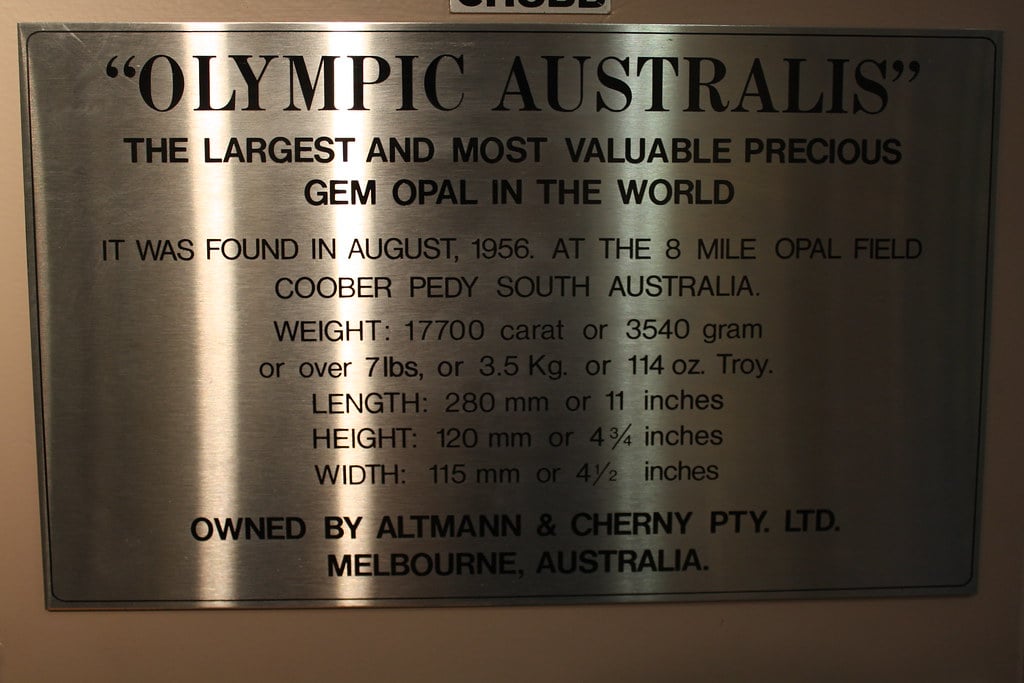 CHUBB
"OLYMPIC AUSTRALIS"
THE LARGEST AND MOST VALUABLE PRECIOUS
GEM OPAL IN THE WORLD
IT WAS FOUND IN AUGUST, 1956. AT THE 8 MILE OPAL FIELD
COOBER PEDY SOUTH AUSTRALIA.
WEIGHT: 17700 carat or 3540 gram
or over 7lbs, or 3.5 Kg. or 114 oz. Troy.
LENGTH: 280 mm or 11 inches
HEIGHT: 120 mm or 4¾ inches
WIDTH: 115 mm or 4½ inches
OWNED BY ALTMANN & CHERNY PTY. LTD.
MELBOURNE, AUSTRALIA.